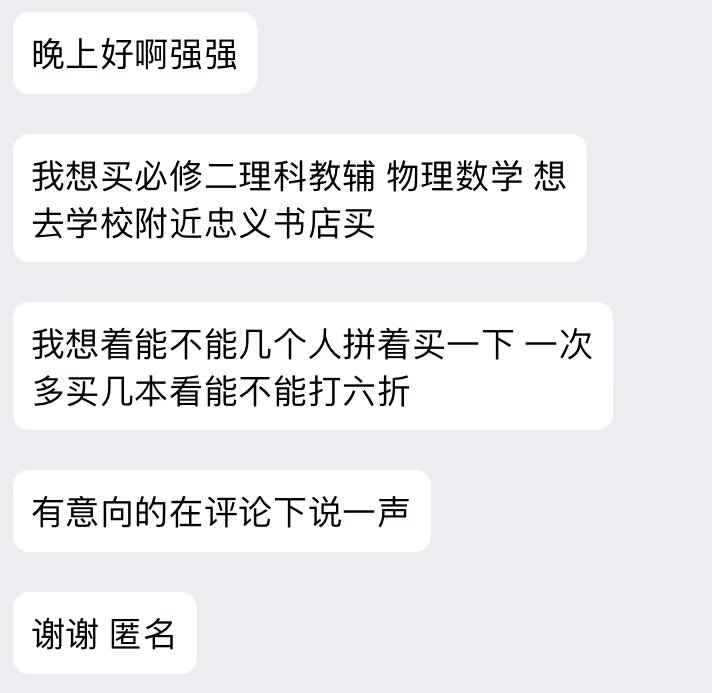 晚上好啊强强
我想买必修二理科教辅 物理数学 想
去学校附近忠义书店买
我想着能不能几个人拼着买一下 一次
多买几本看能不能打六折
有意向的在评论下说一声
谢谢 匿名